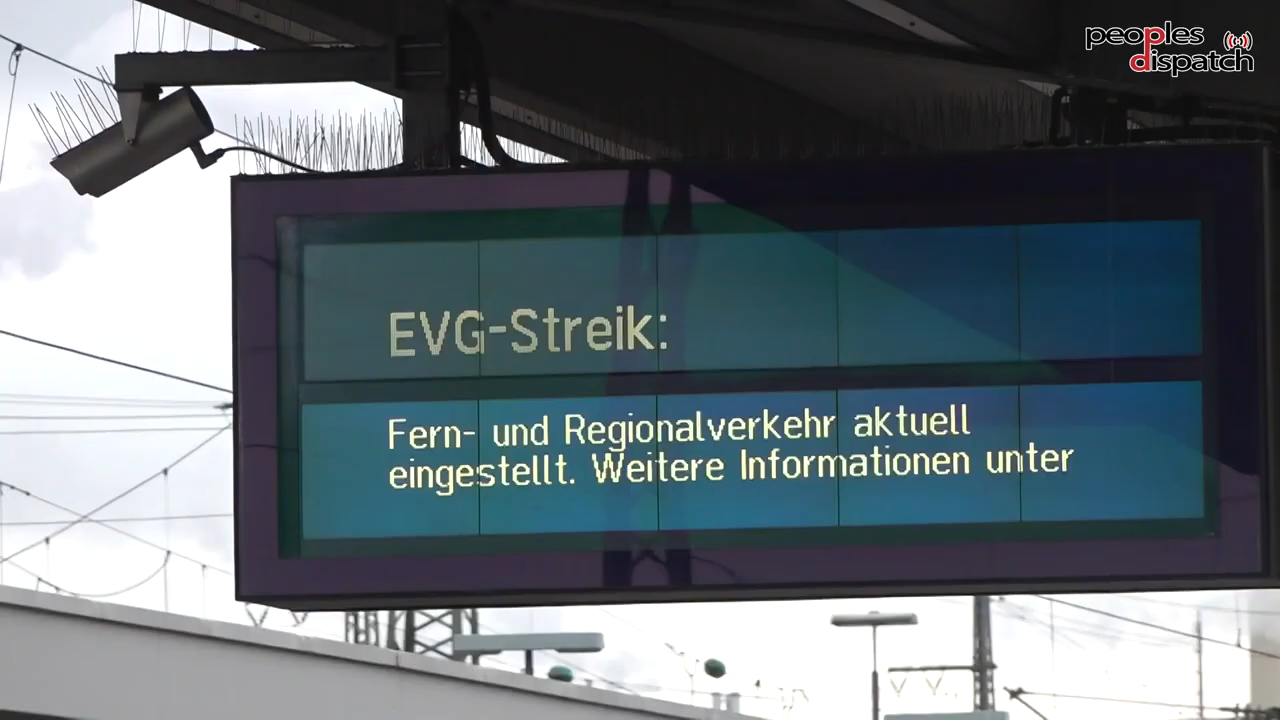 peoples
dispatch
EVG-Streik:
Fern- und Regionalverkehr aktuell
eingestellt. Weitere Informationen unter